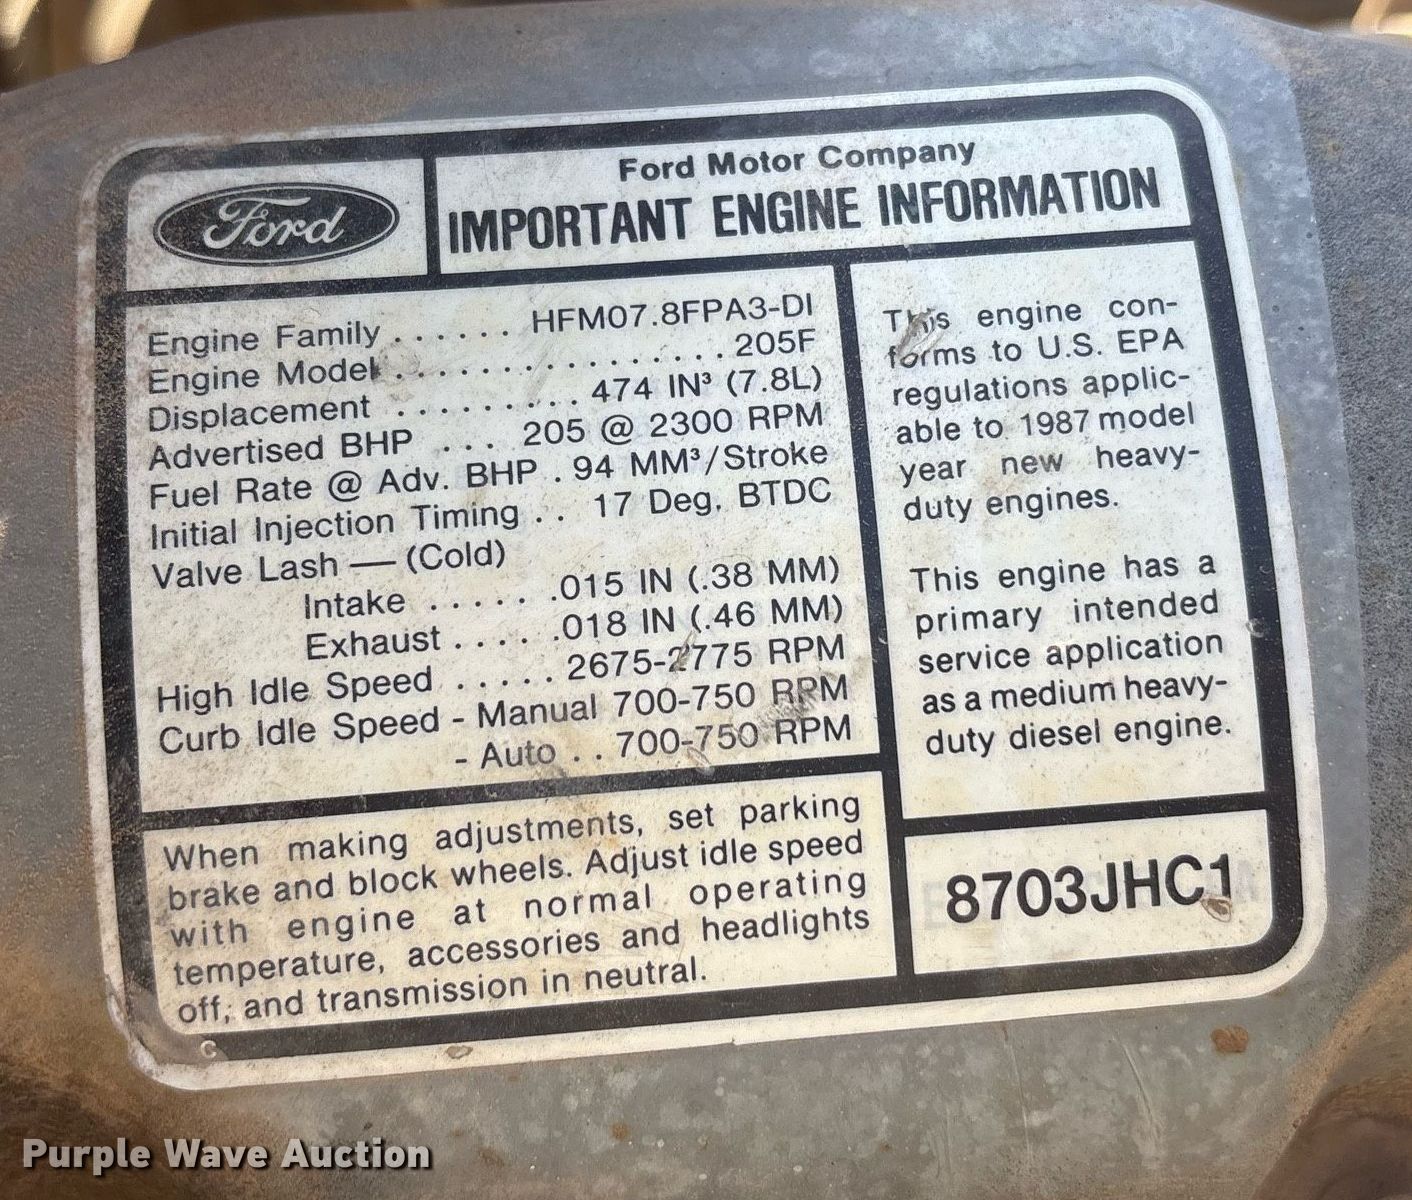 Ford
Ford Motor Company
IMPORTANT ENGINE INFORMATION
Engine Family . . . . . . HFM07.8FPA3-DI
Engine Model . . . . . . . . . . . . . . . . 205F
Displacement . . . . . . . . . 474 IN³ (7.8L)
Advertised BHP . . . . 205 @ 2300 RPM
Fuel Rate @ Adv. BHP . 94 MM³/Stroke
Initial Injection Timing . . 17 Deg. BTDC
Valve Lash — (Cold)
Intake . . . . . . .015 IN (.38 MM)
Exhaust . . . . . .018 IN (.46 MM)
High Idle Speed . . . . . 2675-2775 RPM
Curb Idle Speed - Manual 700-750 RPM
- Auto . . 700-750 RPM
This engine con-
forms to U.S. EPA
regulations applic-
able to 1987 model
year new heavy-
duty engines.
This engine has a
primary intended
service application
as a medium heavy-
duty diesel engine.
When making adjustments, set parking
brake and block wheels. Adjust idle speed
with engine at normal operating
temperature, accessories and headlights
off, and transmission in neutral.
8703JHC1
C
Purple Wave Auction